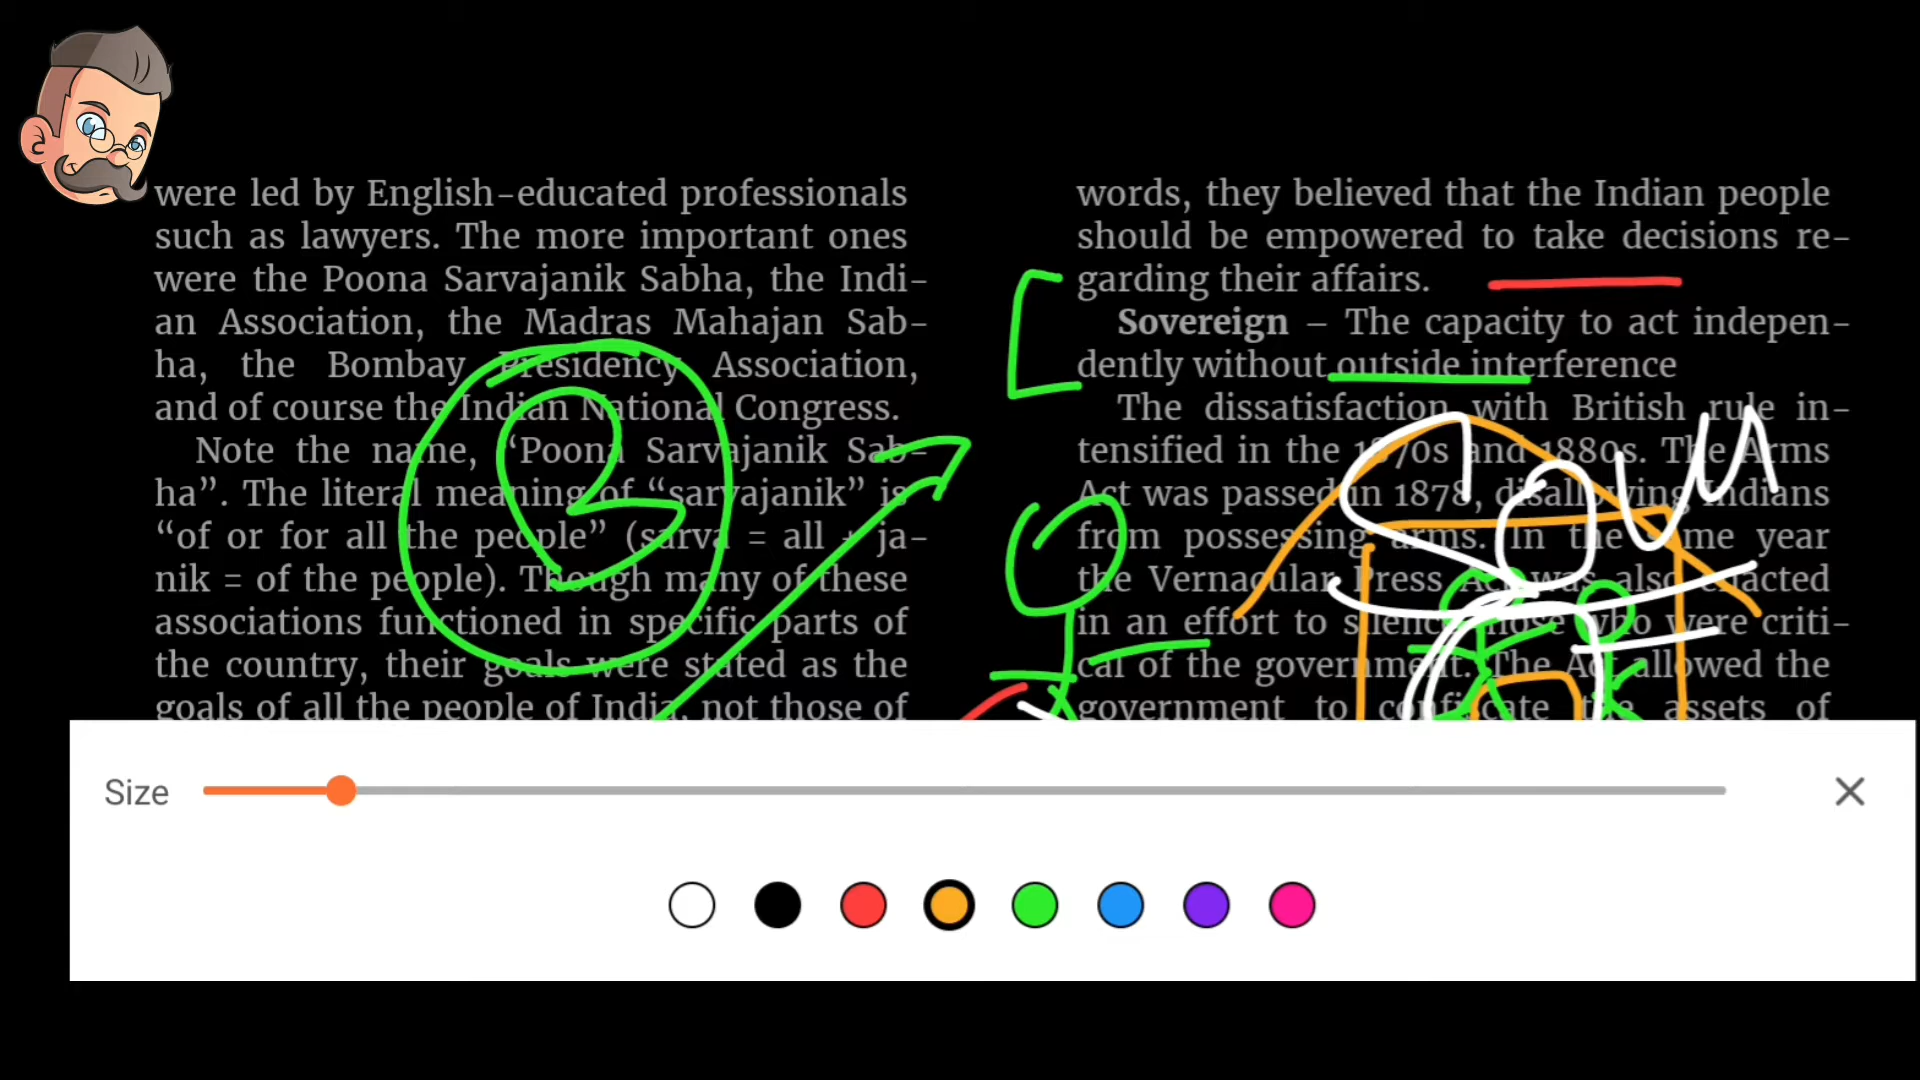 were led by English-educated professionals
such as lawyers. The more important ones
were the Poona Sarvajanik Sabha, the Indi-
an Association, the Madras Mahajan Sab-
ha, the Bombay Presidency Association,
and of course the Indian National Congress.
Note the name, ‘Poona Sarvajanik Sab-
ha”. The literal meaning of “sarvajanik” is
“of or for all the people” (sarva = all + ja-
nik = of the people). Though many of these
associations functioned in specific parts of
the country, their goals were stated as the
goals of all the people of India, not those of
words, they believed that the Indian people
should be empowered to take decisions re-
garding their affairs.
Sovereign – The capacity to act indepen-
dently without outside interference
The dissatisfaction with British rule in-
tensified in the 1870s and 1880s. The Arms
Act was passed in 1878, disallowing Indians
from possessing arms. In the same year
the Vernacular Press Act was also enacted
in an effort to silence those who were criti-
cal of the government. The Act allowed the
government to confiscate the assets of
Size